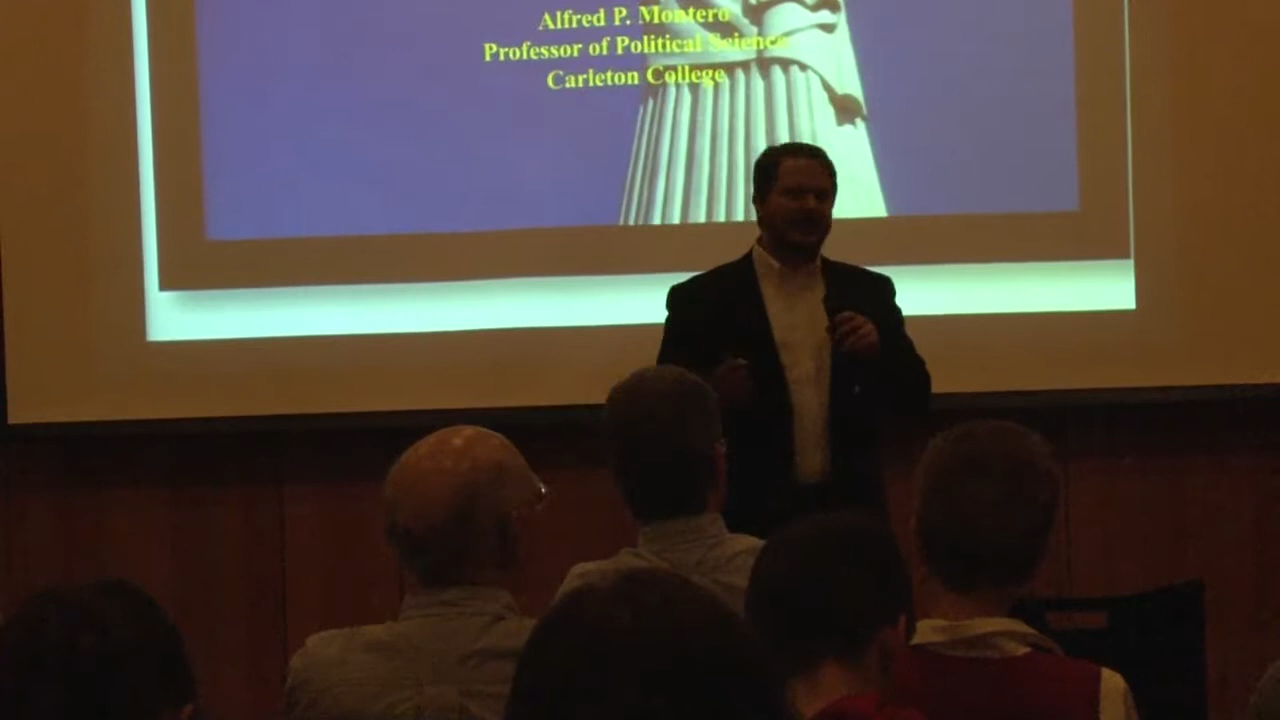 Alfred P. Montero
Professor of Political Science
Carleton College